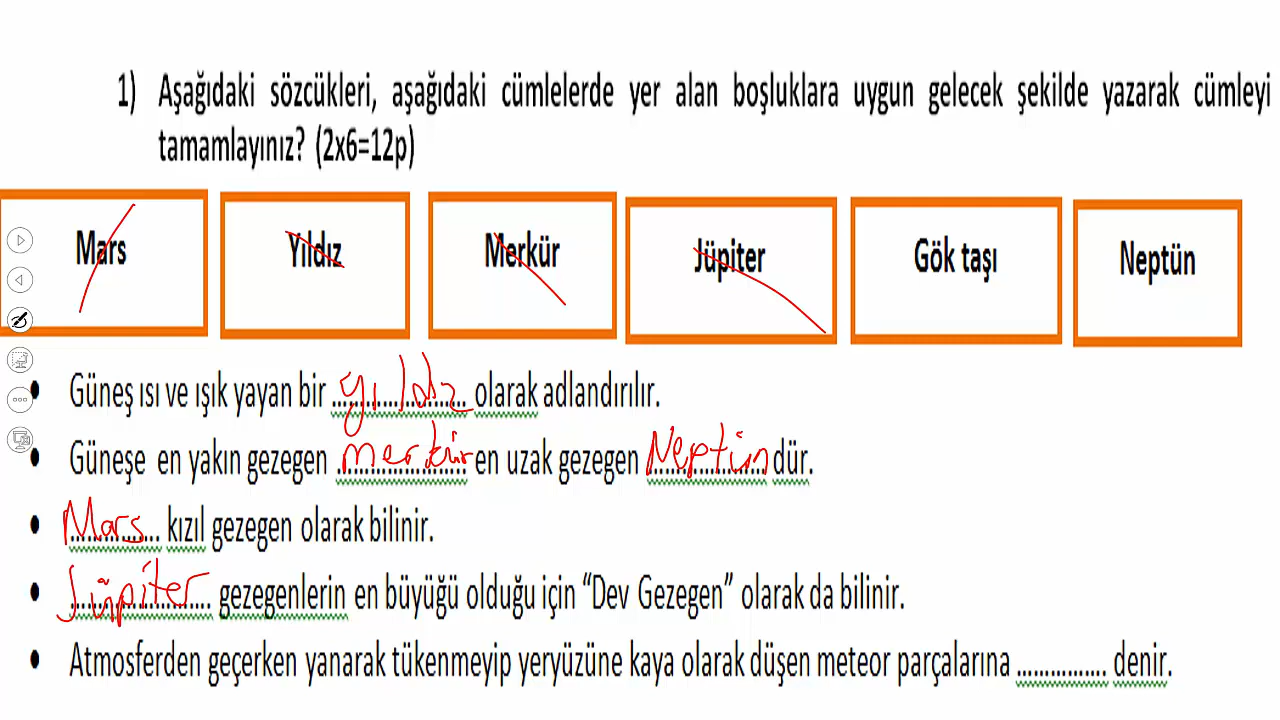 1) Aşağıdaki sözcükleri, aşağıdaki cümlelerde yer alan boşluklara uygun gelecek şekilde yazarak cümleyi
tamamlayınız? (2x6=12p)
Mars Yıldız Merkür Jüpiter Gök taşı Neptün
• Güneş ısı ve ışık yayan bir yıldız olarak adlandırılır.
• Güneşe en yakın gezegen merkür en uzak gezegen Neptün dür.
• Mars kızıl gezegen olarak bilinir.
• Jüpiter gezegenlerin en büyüğü olduğu için “Dev Gezegen” olarak da bilinir.
• Atmosferden geçerken yanarak tükenmeyip yeryüzüne kaya olarak düşen meteor parçalarına ................ denir.